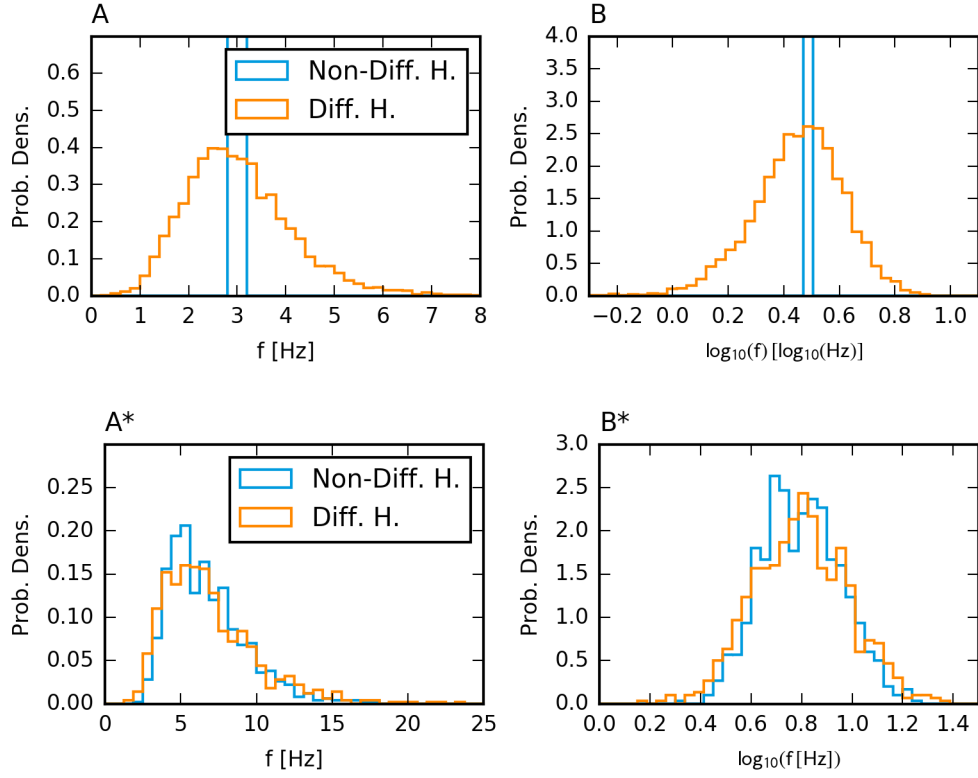 A
0.7
0.6
0.5
0.4
0.3
0.2
0.1
0.0
Prob. Dens.
Non-Diff. H.
Diff. H.
0 1 2 3 4 5 6 7 8
f [Hz]
B
4.0
3.5
3.0
2.5
2.0
1.5
1.0
0.5
0.0
Prob. Dens.
−0.2 0.0 0.2 0.4 0.6 0.8 1.0
log₁₀(f) [log₁₀(Hz)]
A*
0.25
0.20
0.15
0.10
0.05
0.00
Prob. Dens.
Non-Diff. H.
Diff. H.
0 5 10 15 20 25
f [Hz]
B*
3.0
2.5
2.0
1.5
1.0
0.5
0.0
Prob. Dens.
0.0 0.2 0.4 0.6 0.8 1.0 1.2 1.4
log₁₀(f [Hz])